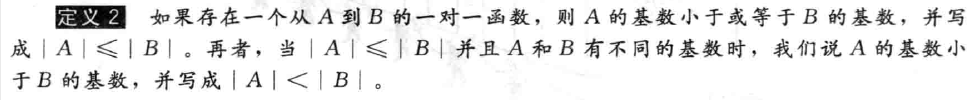 定义2 如果存在一个从 A 到 B 的一对一函数，则 A 的基数小于或等于 B 的基数，并写
成 | A | ≤ | B | 。再者，当 | A | ≤ | B | 并且 A 和 B 有不同的基数时，我们说 A 的基数小
于 B 的基数，并写成 | A | < | B | 。